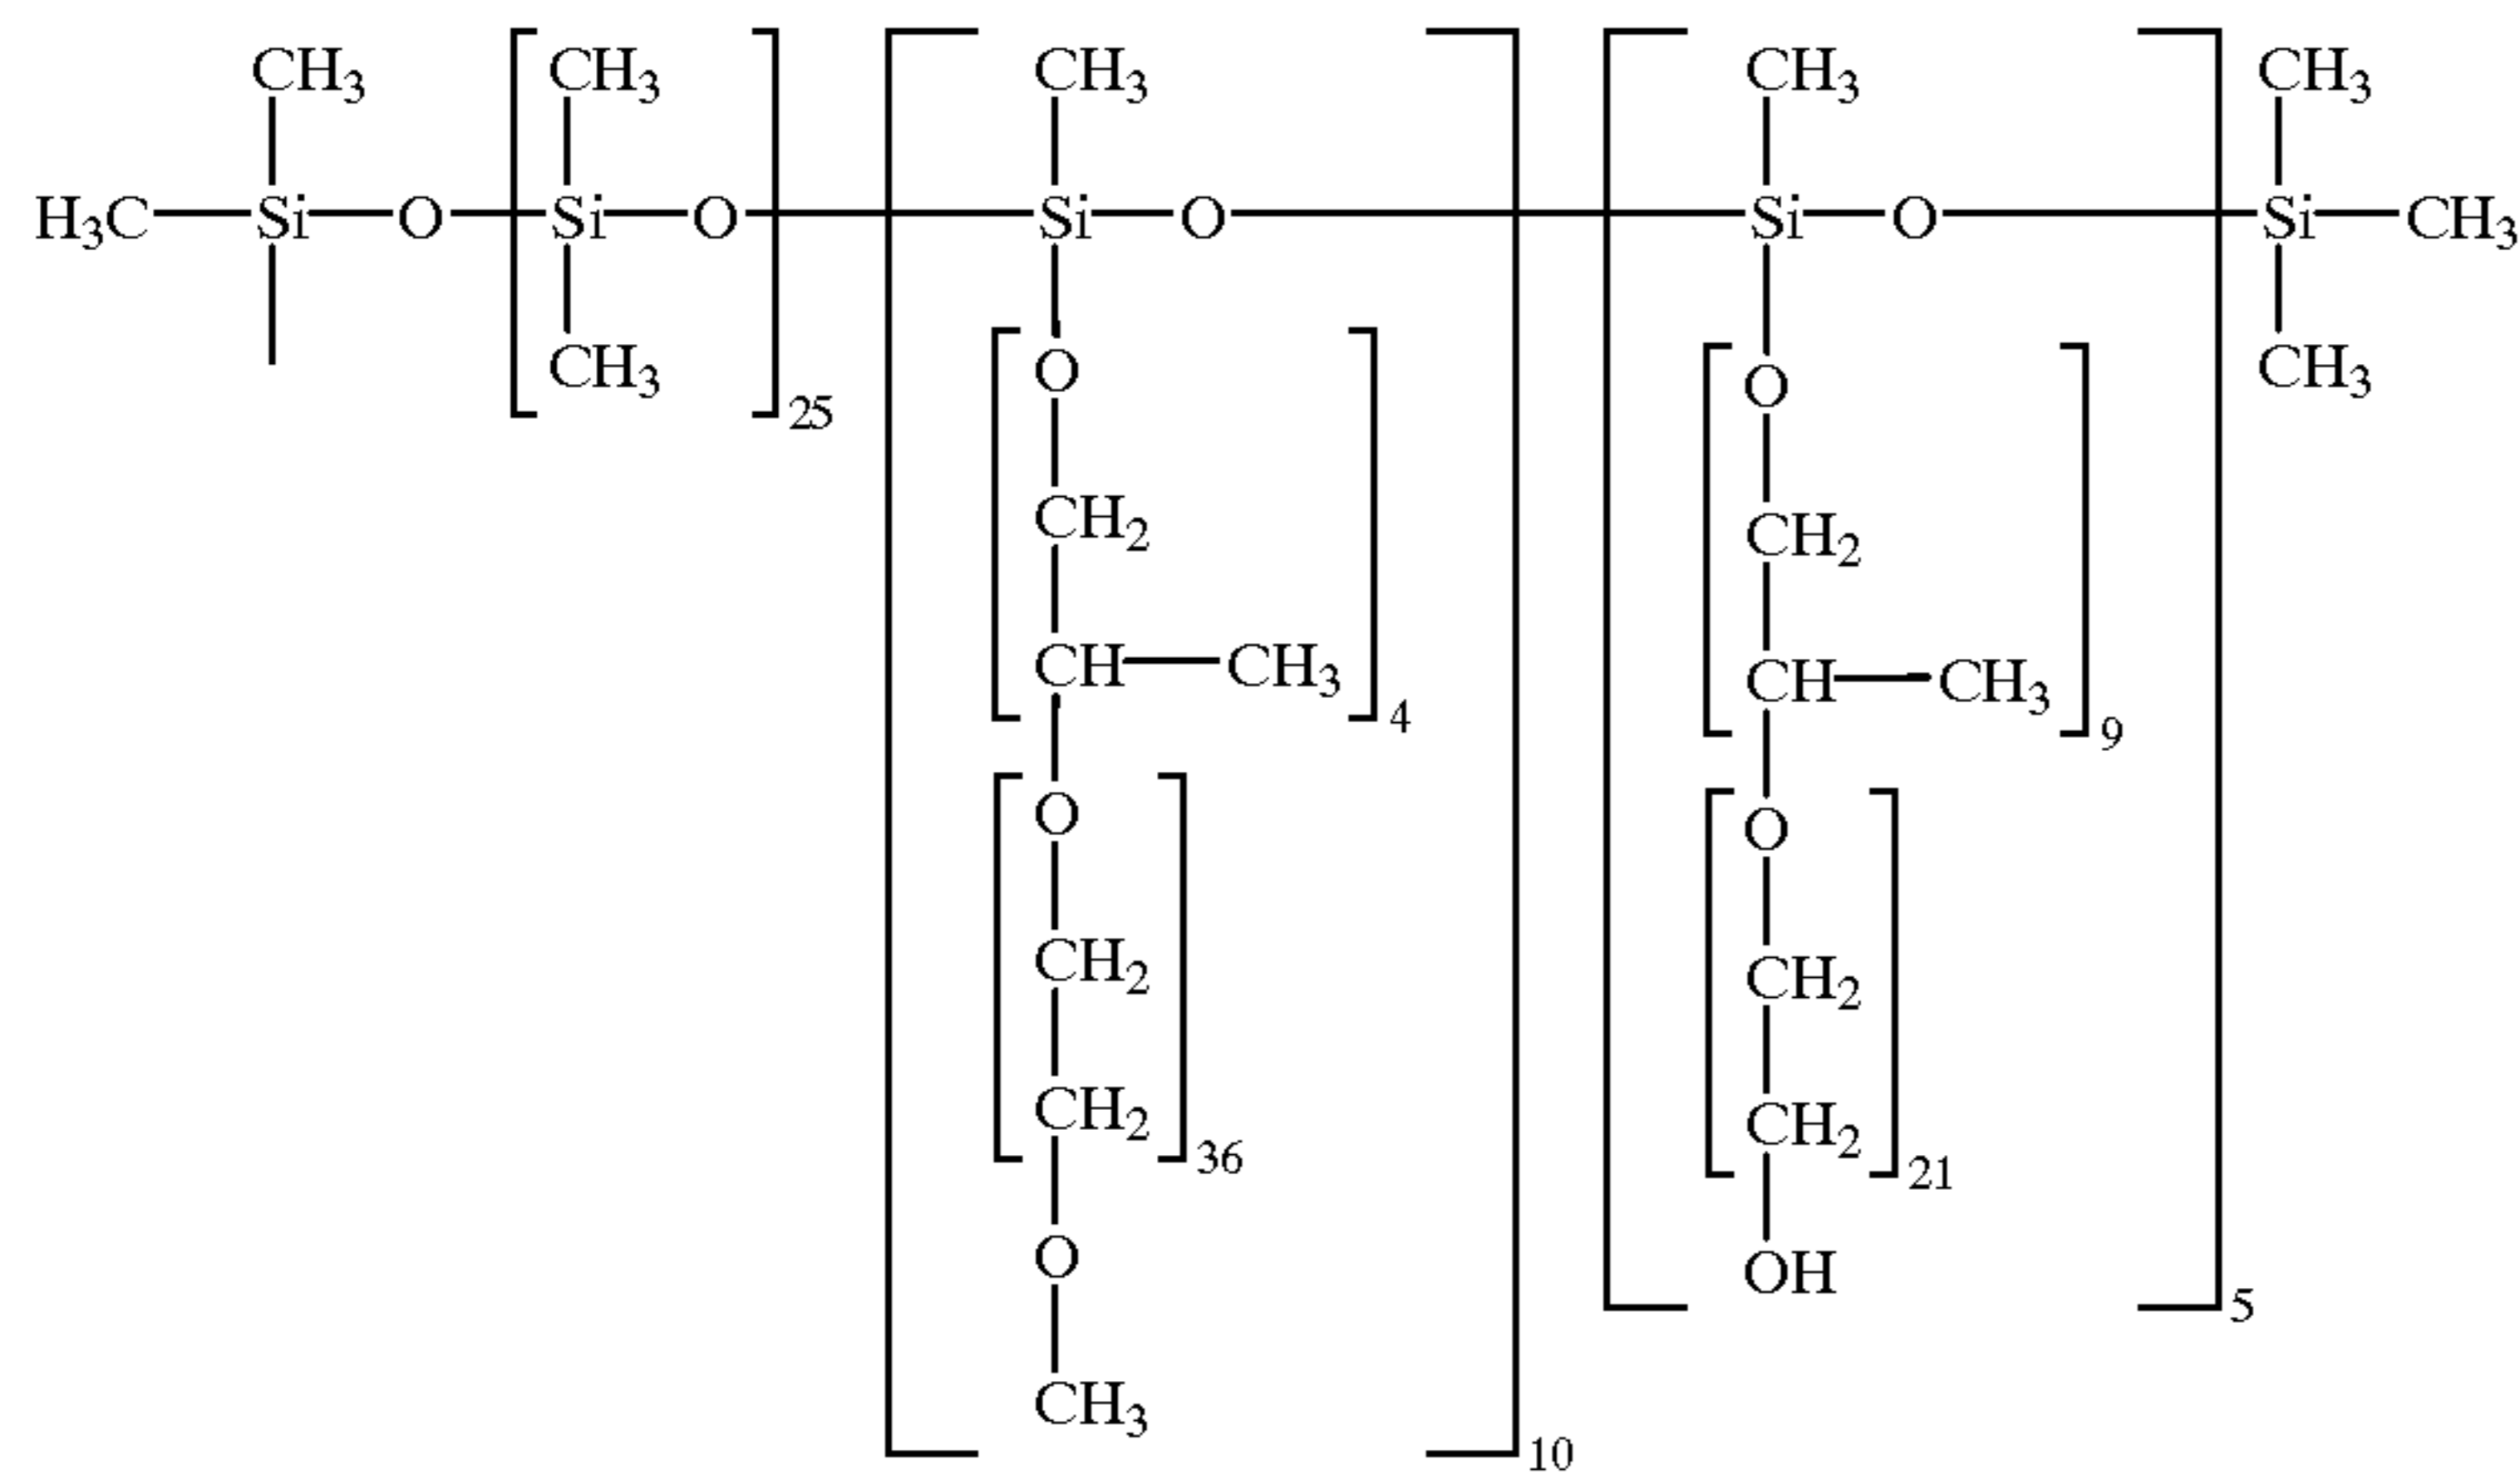 CH3 CH3 CH3 CH3 CH3
H3C Si O Si O Si O Si O Si CH3
CH3 O O CH3
25
CH2 CH2
CH CH3 CH CH3
4 9
O O
CH2 CH2
CH2 CH2
36 21
O OH
5
CH3
10